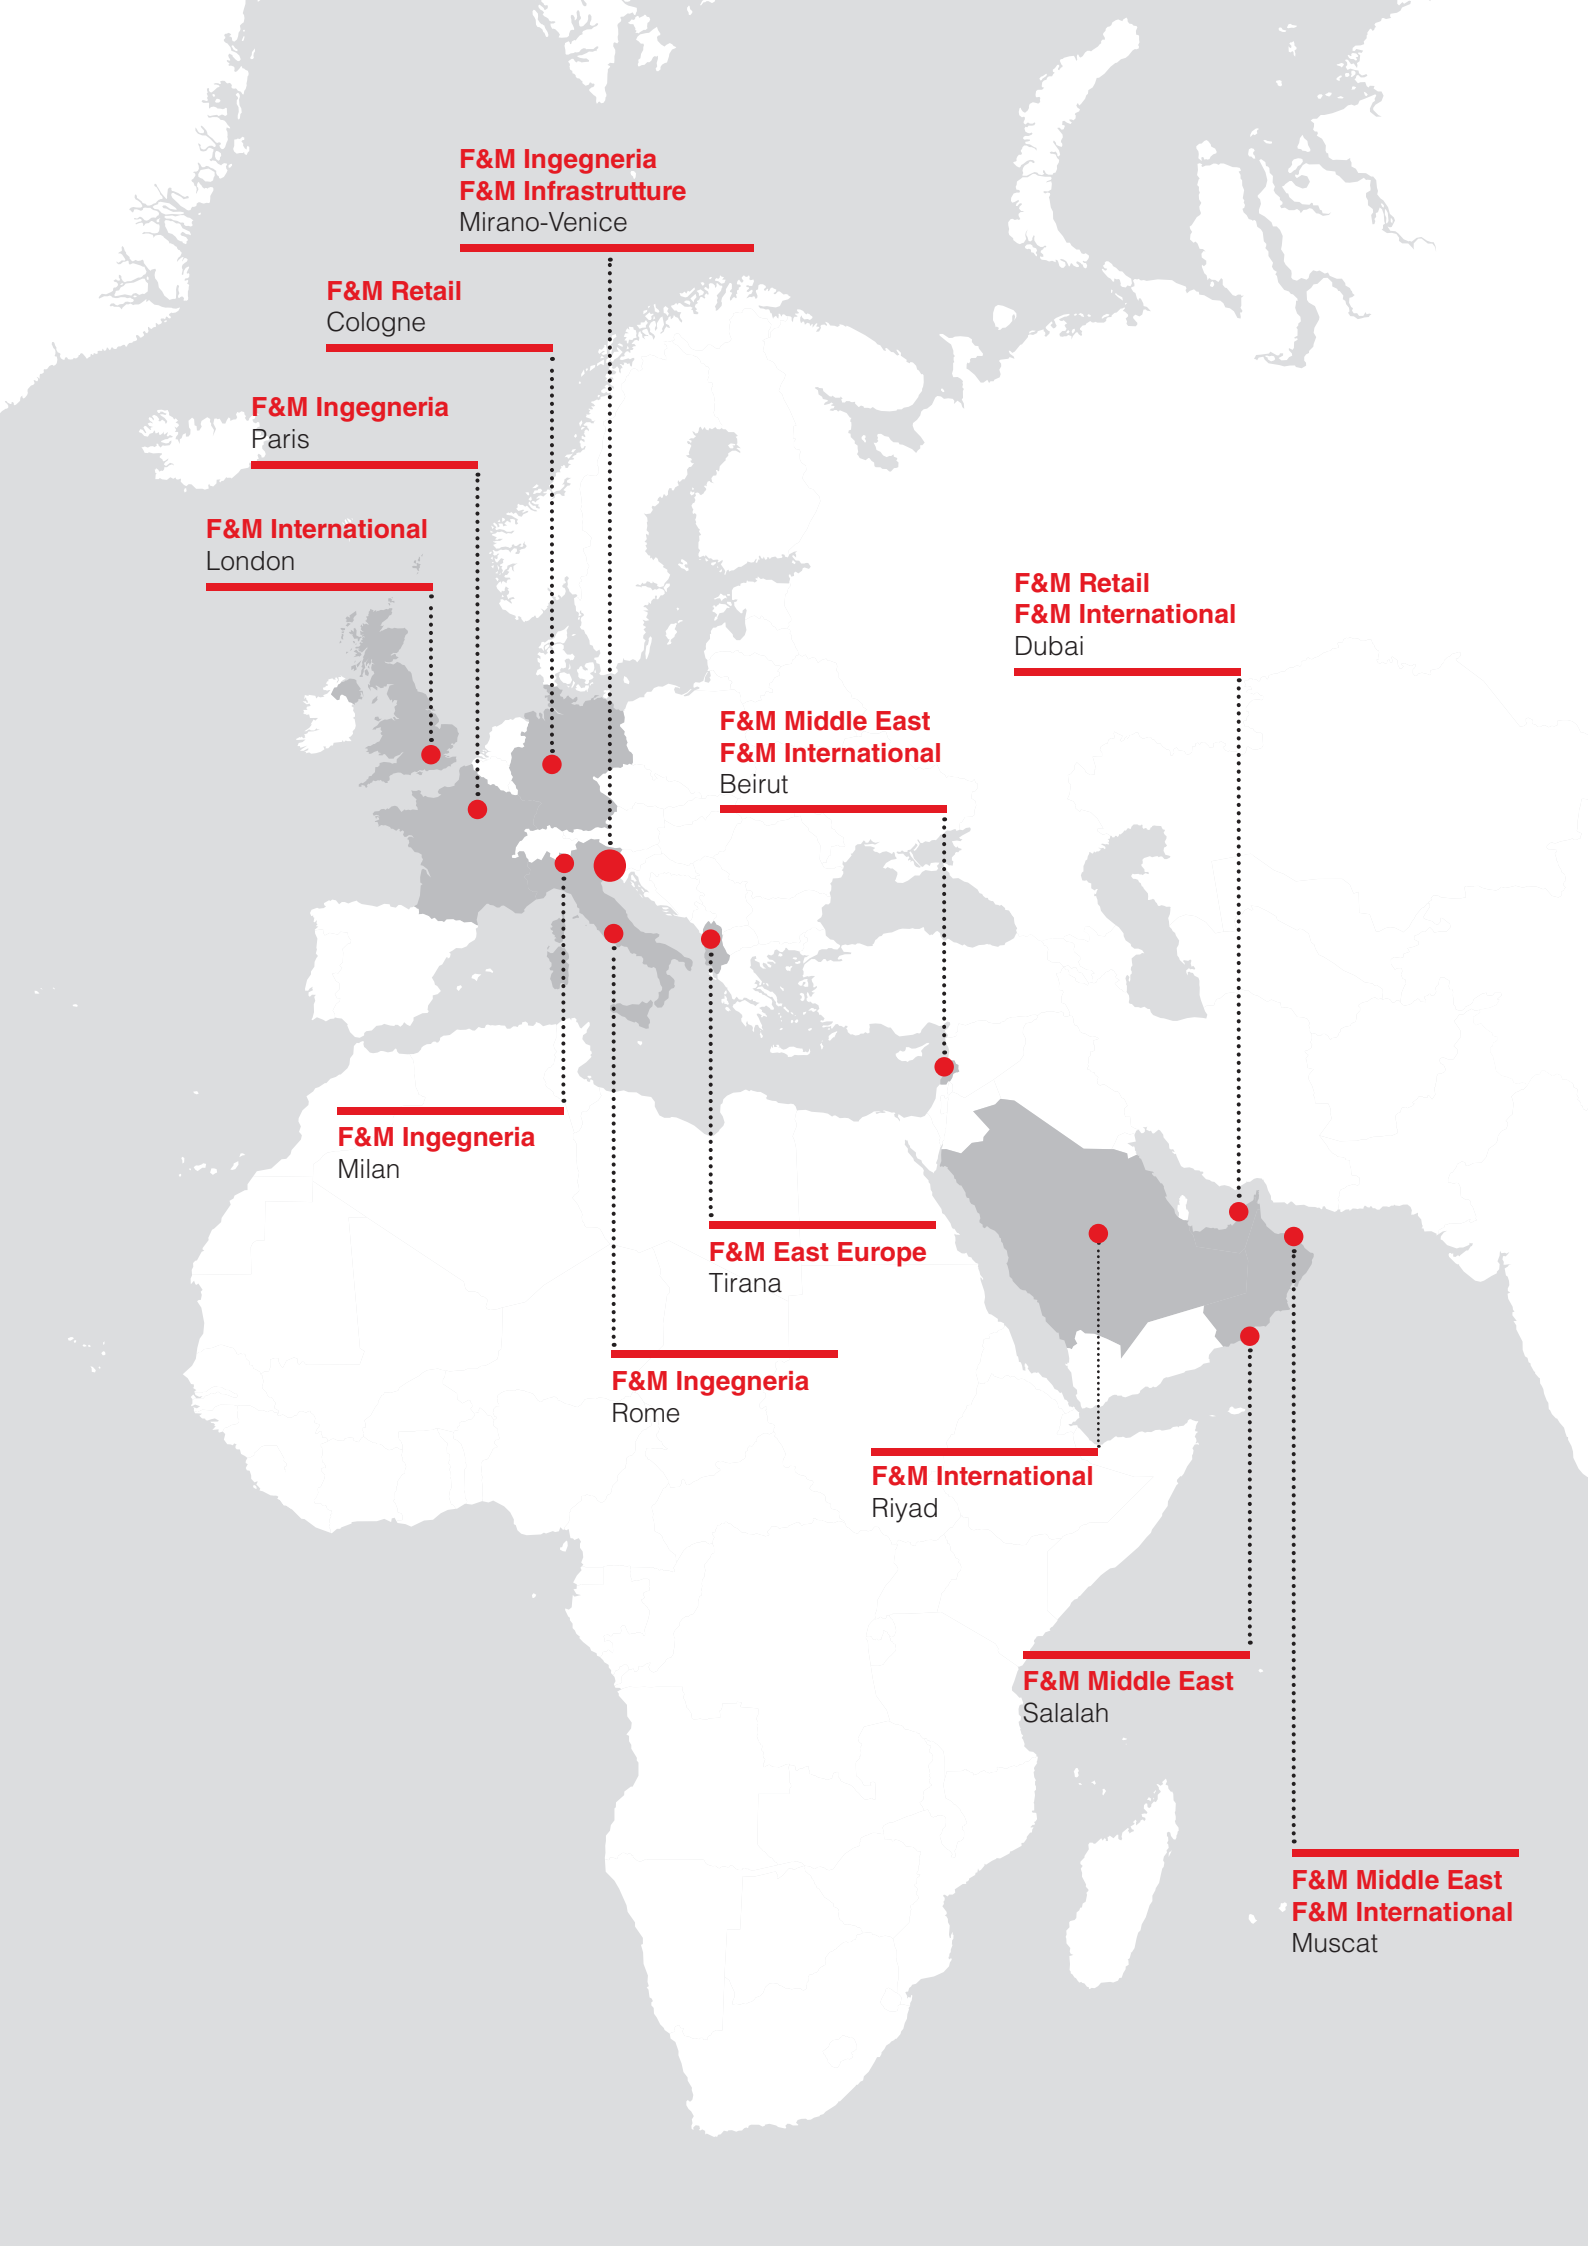 F&M Ingegneria
F&M Infrastrutture
Mirano-Venice
F&M Retail
Cologne
F&M Ingegneria
Paris
F&M International
London
F&M Retail
F&M International
Dubai
F&M Middle East
F&M International
Beirut
F&M Ingegneria
Milan
F&M East Europe
Tirana
F&M Ingegneria
Rome
F&M International
Riyad
F&M Middle East
Salalah
F&M Middle East
F&M International
Muscat